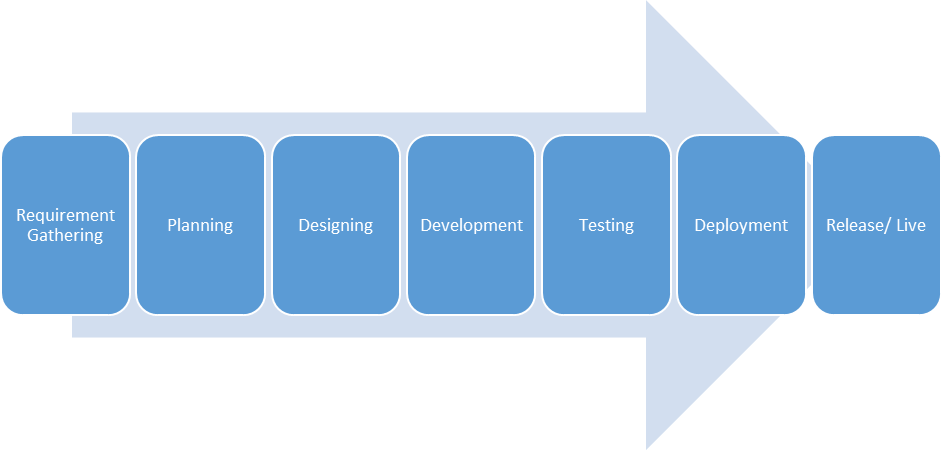 Requirement
Gathering
Planning
Designing
Development
Testing
Deployment
Release/ Live